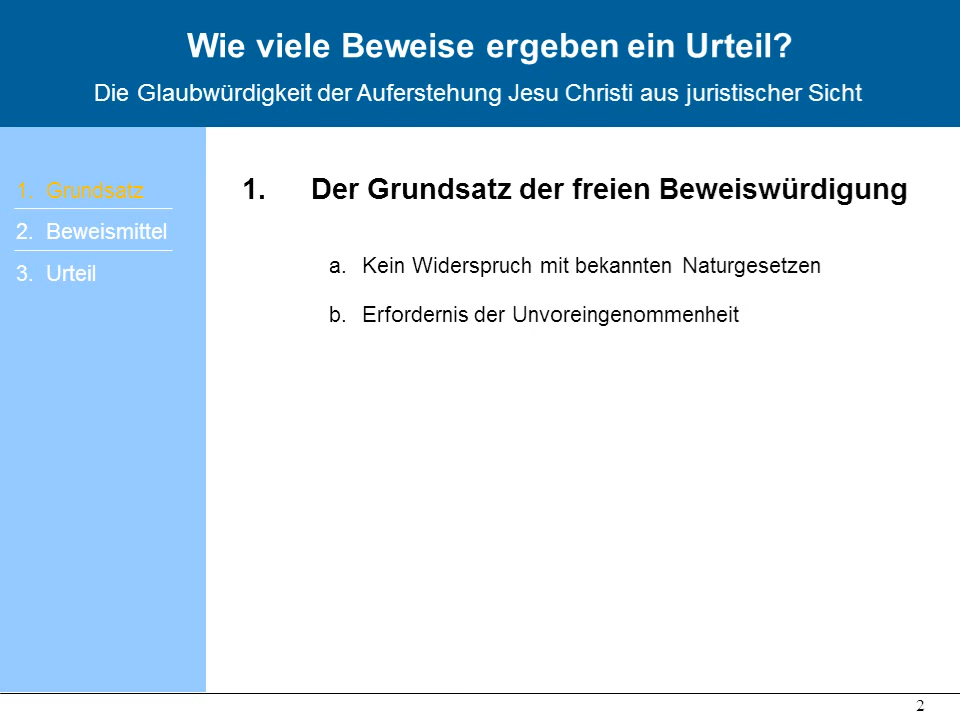 Wie viele Beweise ergeben ein Urteil?
Die Glaubwürdigkeit der Auferstehung Jesu Christi aus juristischer Sicht
1. Grundsatz
2. Beweismittel
3. Urteil
1. Der Grundsatz der freien Beweiswürdigung
a. Kein Widerspruch mit bekannten Naturgesetzen
b. Erfordernis der Unvoreingenommenheit
2